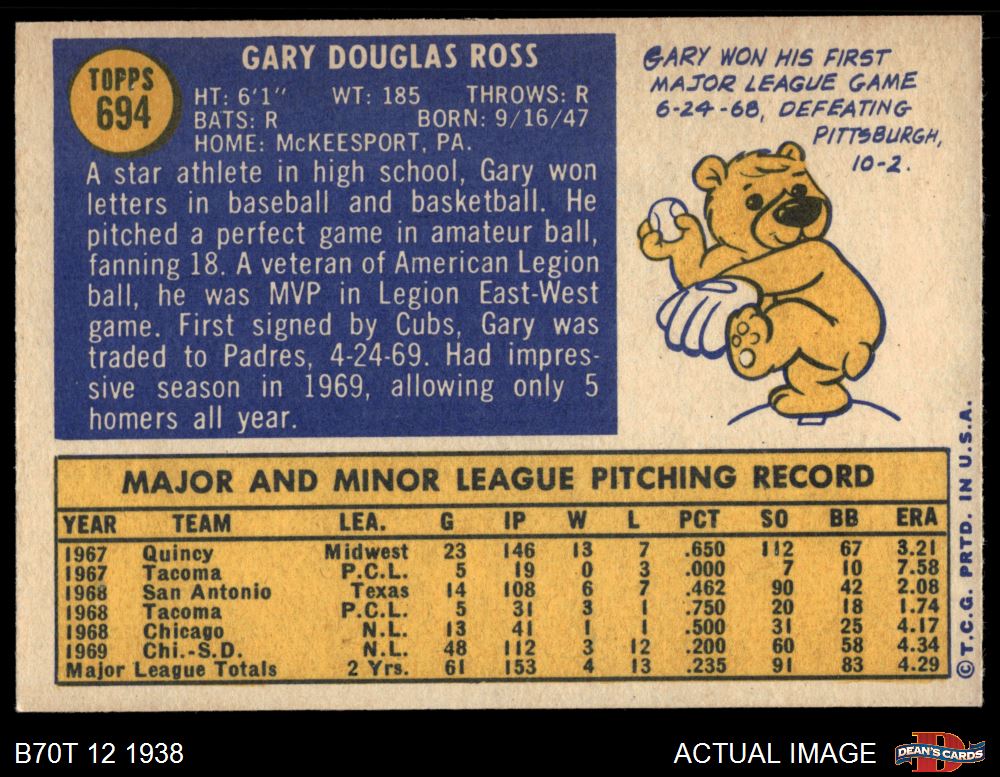 TOPPS
694
GARY DOUGLAS ROSS
HT: 6'1" WT: 185 THROWS: R
BATS: R BORN: 9/16/47
HOME: McKEESPORT, PA.
A star athlete in high school, Gary won
letters in baseball and basketball. He
pitched a perfect game in amateur ball,
fanning 18. A veteran of American Legion
ball, he was MVP in Legion East-West
game. First signed by Cubs, Gary was
traded to Padres, 4-24-69. Had impres-
sive season in 1969, allowing only 5
homers all year.
GARY WON HIS FIRST
MAJOR LEAGUE GAME
6-24-68, DEFEATING
PITTSBURGH,
10-2.
MAJOR AND MINOR LEAGUE PITCHING RECORD
YEAR TEAM LEA. G IP W L PCT SO BB ERA
1967 Quincy Midwest 23 146 13 7 .650 112 67 3.21
1967 Tacoma P.C.L. 5 19 0 3 .000 7 10 7.58
1968 San Antonio Texas 14 108 6 7 .462 90 42 2.08
1968 Tacoma P.C.L. 5 31 3 1 .750 20 18 1.74
1968 Chicago N.L. 13 41 1 1 .500 31 25 4.17
1969 Chi.-S.D. N.L. 48 112 3 12 .200 60 58 4.34
Major League Totals 2 Yrs. 61 153 4 13 .235 91 83 4.29
© T.C.G. PRTD. IN U.S.A.
B70T 12 1938
ACTUAL IMAGE
D
DEAN'S CARDS